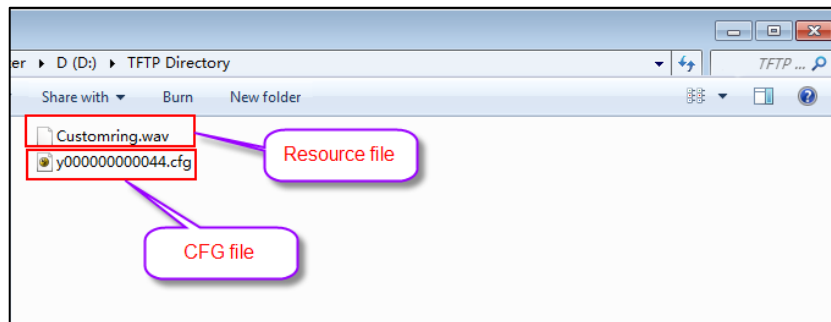 er ▸ D (D:) ▸ TFTP Directory
TFTP ...
Share with
Burn
New folder
Customring.wav
Resource file
y000000000044.cfg
CFG file